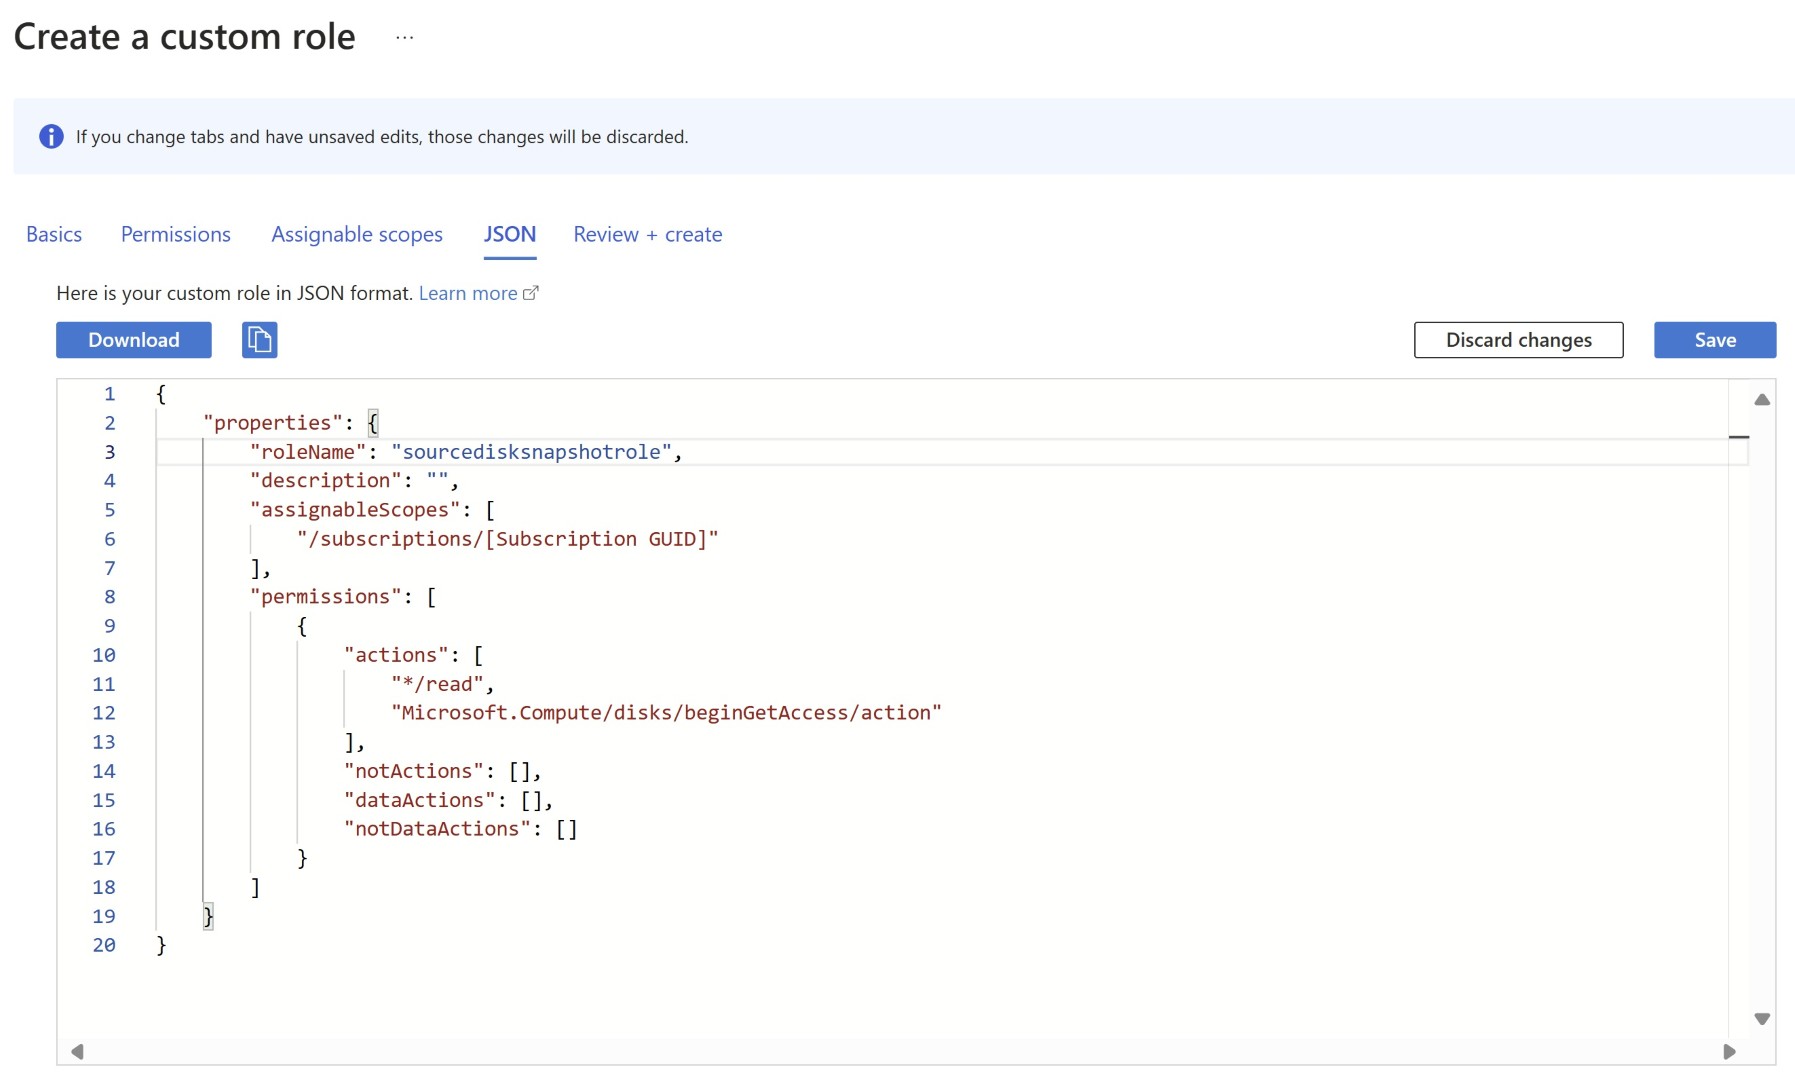 Create a custom role ...
If you change tabs and have unsaved edits, those changes will be discarded.
Basics Permissions Assignable scopes JSON Review + create
Here is your custom role in JSON format. Learn more
Download Discard changes Save
1 {
2 "properties": {
3 "roleName": "sourcedisksnapshotrole",
4 "description": "",
5 "assignableScopes": [
6 "/subscriptions/[Subscription GUID]"
7 ],
8 "permissions": [
9 {
10 "actions": [
11 "*/read",
12 "Microsoft.Compute/disks/beginGetAccess/action"
13 ],
14 "notActions": [],
15 "dataActions": [],
16 "notDataActions": []
17 }
18 ]
19 }
20 }